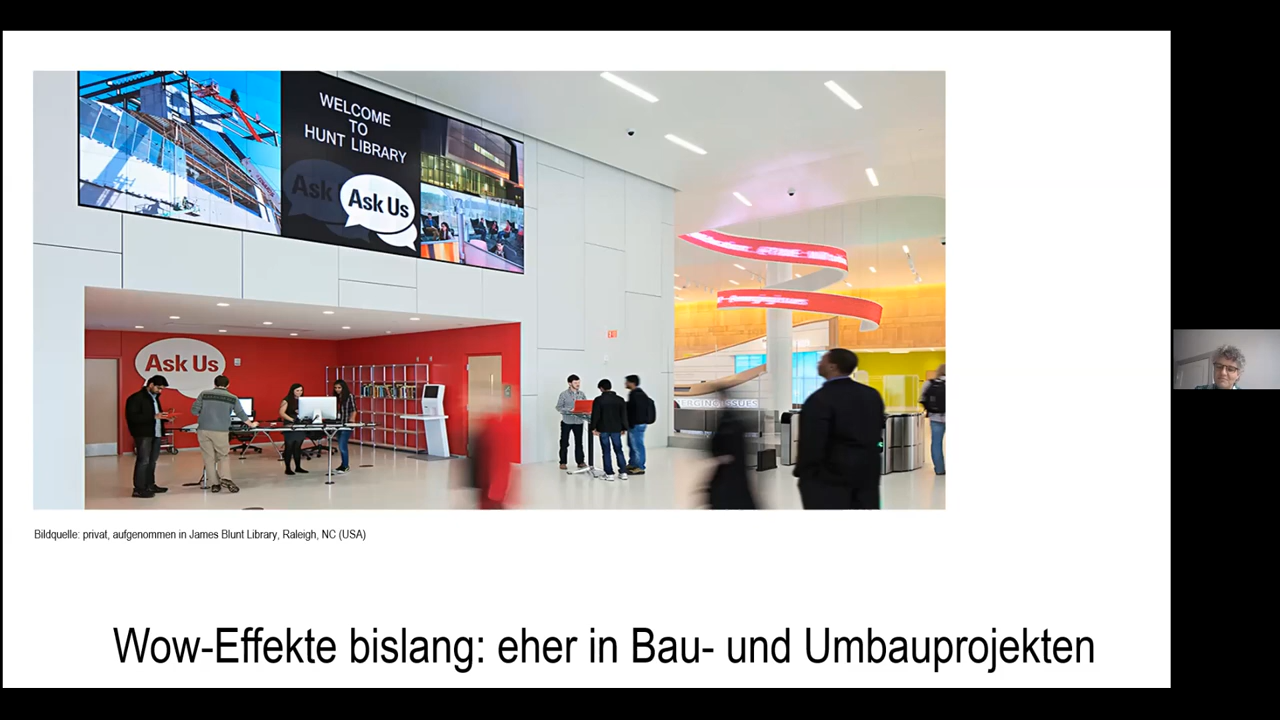 WELCOME
TO
HUNT LIBRARY
Ask
Ask Us
Ask Us
Bildquelle: privat, aufgenommen in James Blunt Library, Raleigh, NC (USA)
Wow-Effekte bislang: eher in Bau- und Umbauprojekten